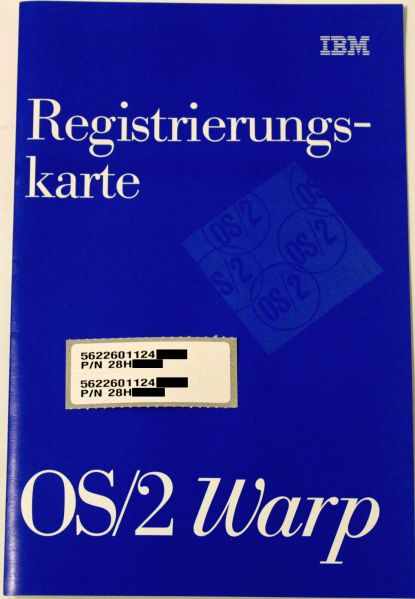 IBM
Registrierungs-
karte
OS/2
OS/2
OS/2
OS/2
5622601124
P/N 28H
5622601124
P/N 28H
OS/2 Warp